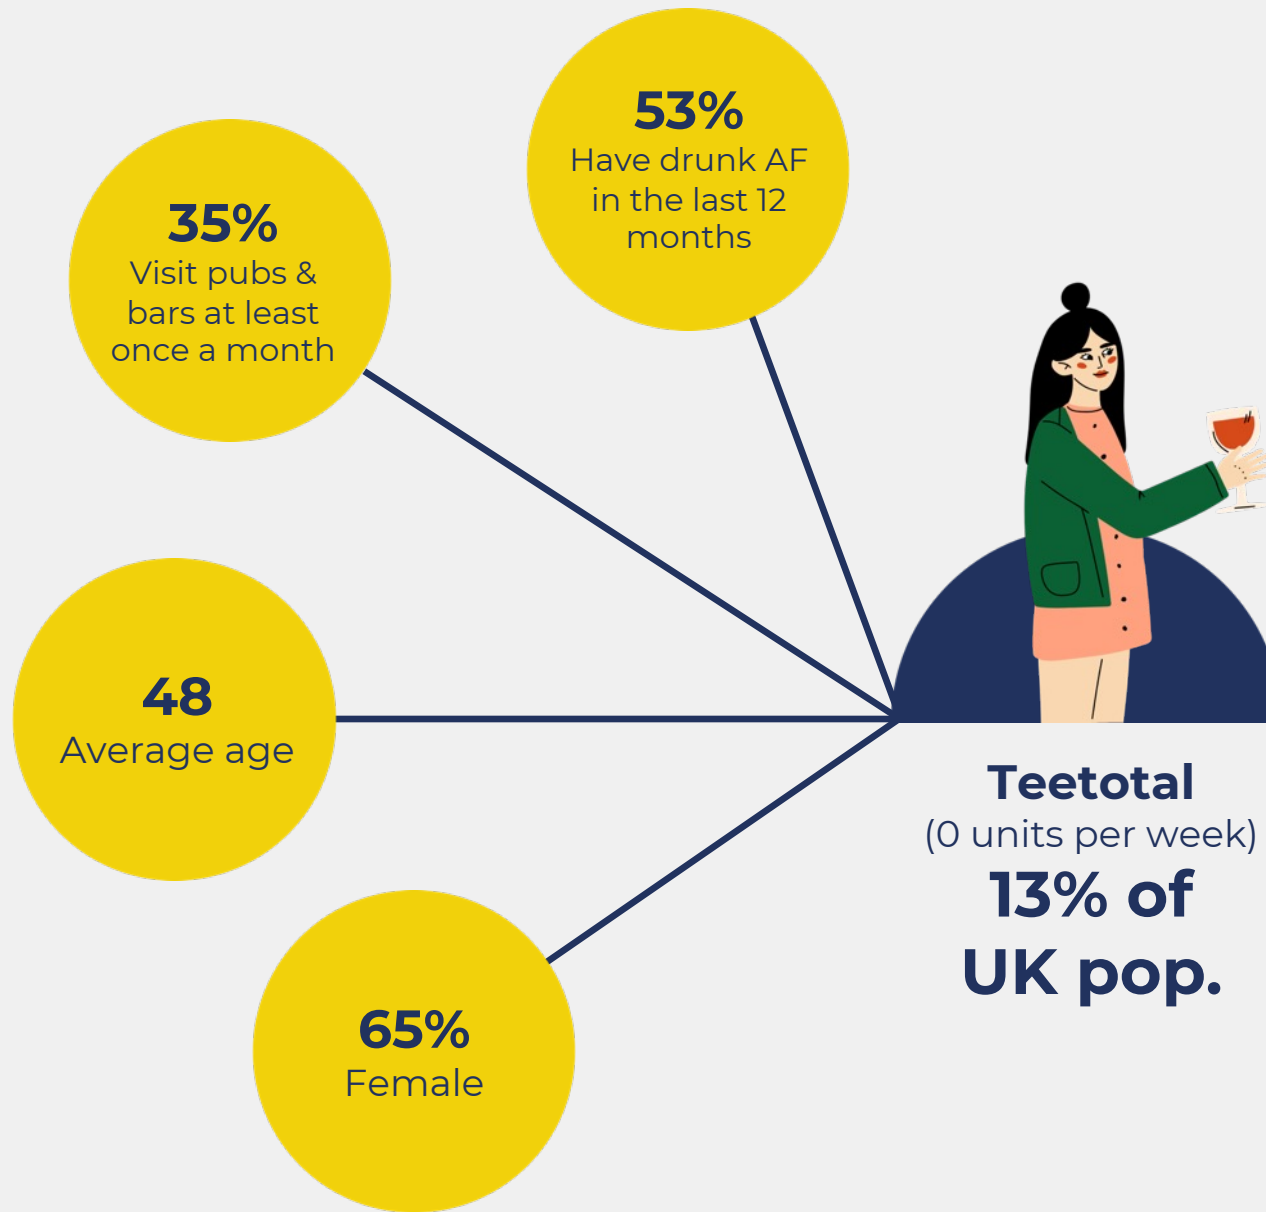 53%
Have drunk AF
in the last 12
months
35%
Visit pubs &
bars at least
once a month
48
Average age
65%
Female
Teetotal
(0 units per week)
13% of
UK pop.